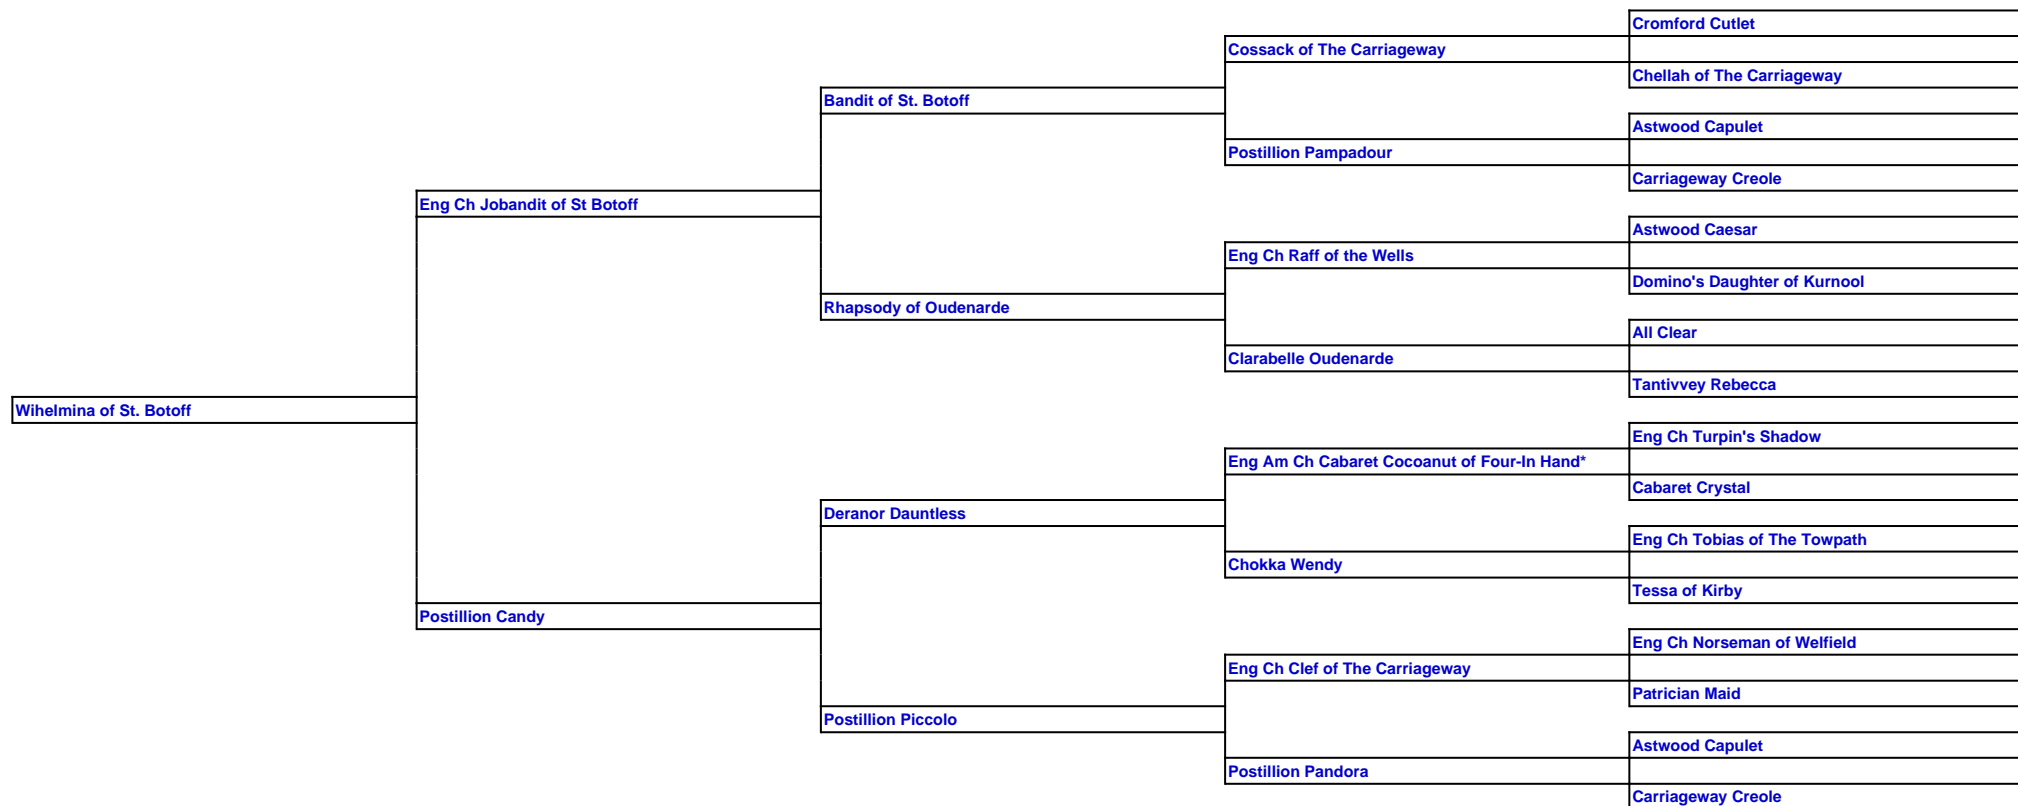 Cromford Cutlet
Cossack of The Carriageway
Chellah of The Carriageway
Bandit of St. Botoff
Astwood Capulet
Postillion Pampadour
Carriageway Creole
Eng Ch Jobandit of St Botoff
Astwood Caesar
Eng Ch Raff of the Wells
Domino's Daughter of Kurnool
Rhapsody of Oudenarde
All Clear
Clarabelle Oudenarde
Tantivvey Rebecca
Wihelmina of St. Botoff
Eng Ch Turpin's Shadow
Eng Am Ch Cabaret Cocoanut of Four-In Hand*
Cabaret Crystal
Deranor Dauntless
Eng Ch Tobias of The Towpath
Chokka Wendy
Tessa of Kirby
Postillion Candy
Eng Ch Norseman of Welfield
Eng Ch Clef of The Carriageway
Patrician Maid
Postillion Piccolo
Astwood Capulet
Postillion Pandora
Carriageway Creole